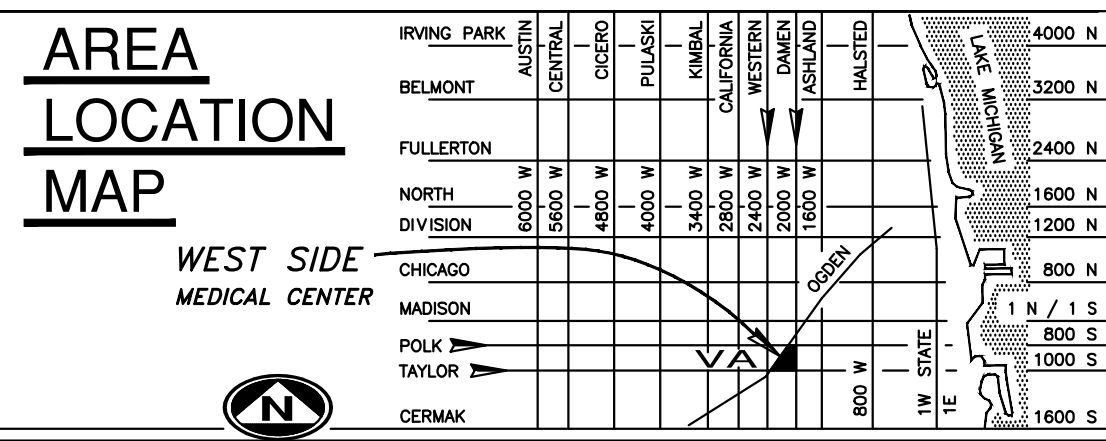 AREA
LOCATION
MAP
WEST SIDE
MEDICAL CENTER
N
IRVING PARK
BELMONT
FULLERTON
NORTH
DIVISION
CHICAGO
MADISON
POLK
TAYLOR
CERMAK
AUSTIN
CENTRAL
CICERO
PULASKI
KIMBAL
CALIFORNIA
WESTERN
DAMEN
ASHLAND
HALSTED
6000 W
5600 W
4800 W
4000 W
3400 W
2800 W
2400 W
2000 W
1600 W
800 W
OGDEN
VA
1W STATE
1E
LAKE MICHIGAN
4000 N
3200 N
2400 N
1600 N
1200 N
800 N
1 N / 1 S
800 S
1000 S
1600 S